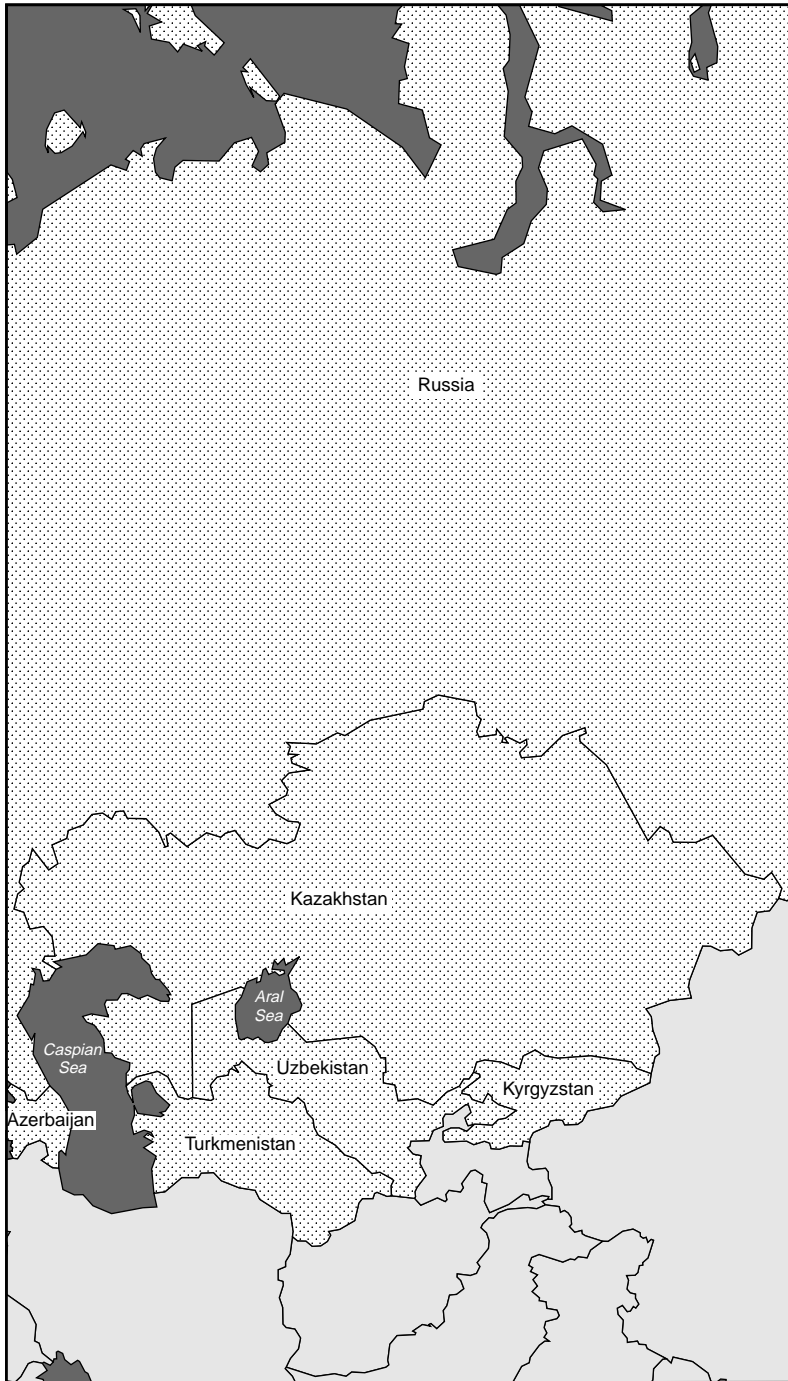 Russia
Kazakhstan
Aral
Sea
Caspian
Sea
Uzbekistan
Kyrgyzstan
Azerbaijan
Turkmenistan